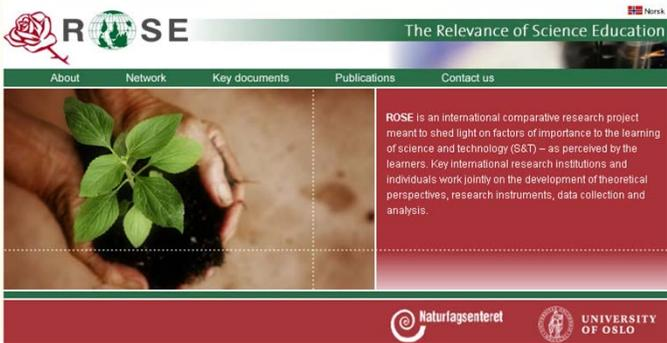 Norsk
ROSE
The Relevance of Science Education
About Network Key documents Publications Contact us
ROSE is an international comparative research project
meant to shed light on factors of importance to the learning
of science and technology (S&T) – as perceived by the
learners. Key international research institutions and
individuals work jointly on the development of theoretical
perspectives, research instruments, data collection and
analysis.
Naturfagsenteret
UNIVERSITY
OF OSLO